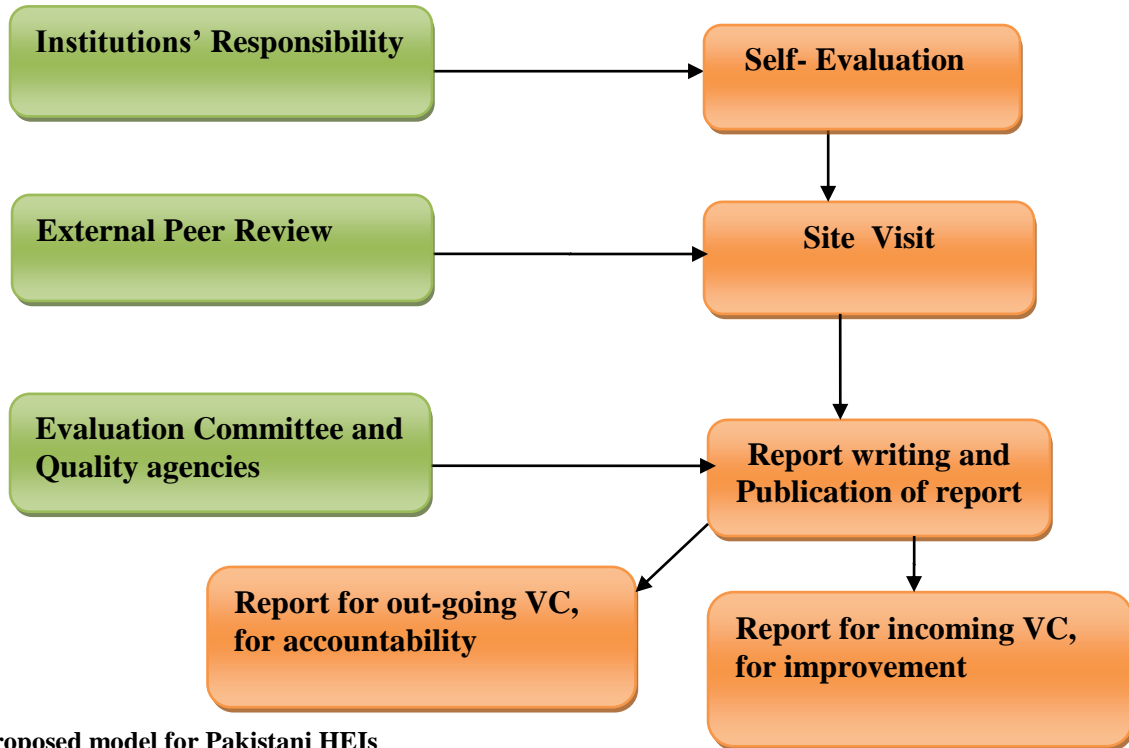 Institutions’ Responsibility
Self- Evaluation
External Peer Review
Site Visit
Evaluation Committee and
Quality agencies
Report writing and
Publication of report
Report for out-going VC,
for accountability
Report for incoming VC,
for improvement
roposed model for Pakistani HEIs